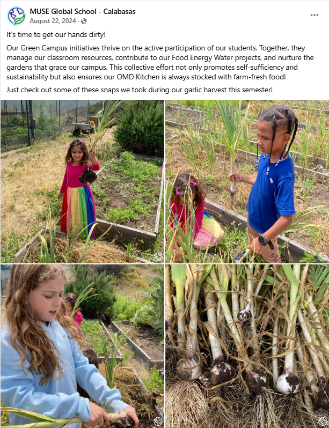 MUSE Global School - Calabasas
August 22, 2024 ·
It's time to get our hands dirty!
Our Green Campus initiatives thrive on the active participation of our students. Together, they
manage our classroom resources, contribute to our Food Energy Water projects, and nurture the
gardens that grace our campus. This collective effort not only promotes self-sufficiency and
sustainability but also ensures our OMD Kitchen is always stocked with farm-fresh food!
Just check out some of these snaps we took during our garlic harvest this semester!